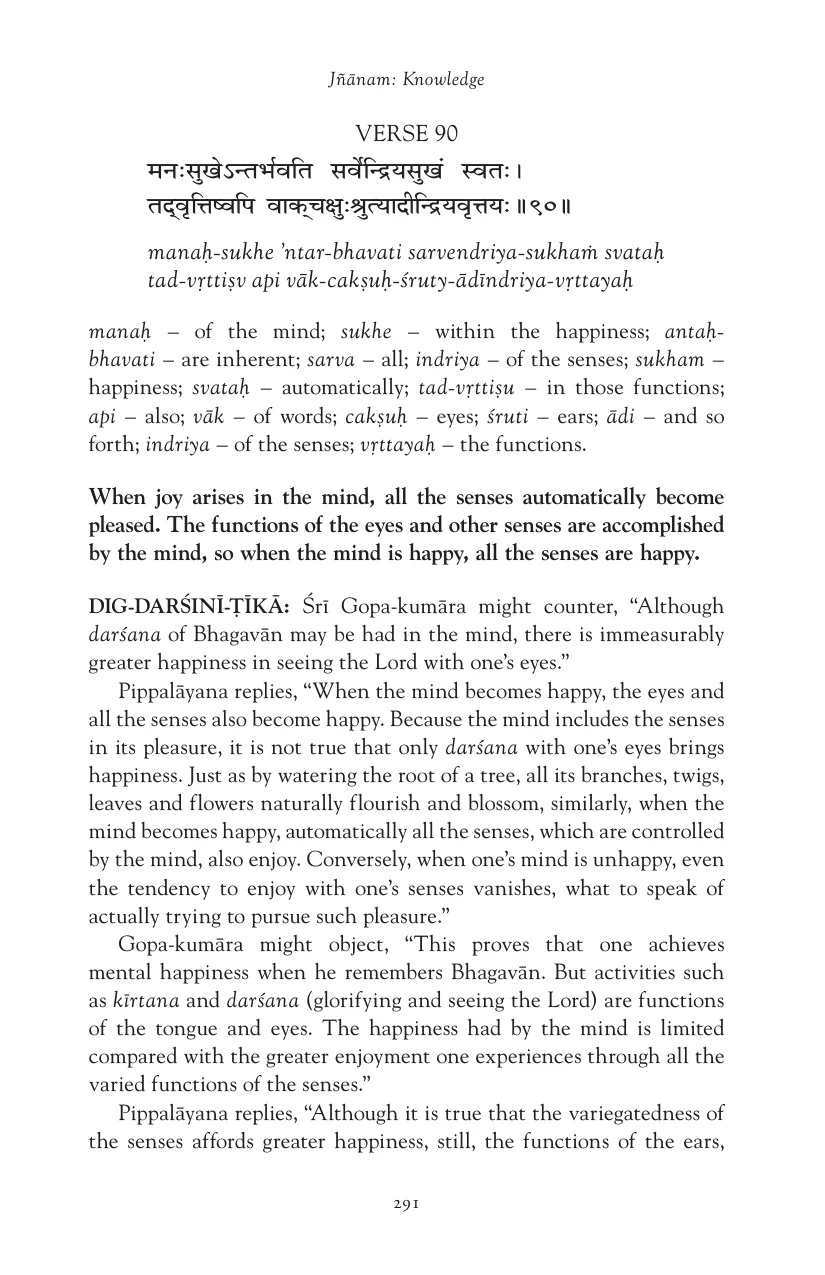 Jñānam: Knowledge
VERSE 90
मनःसुखेऽन्तर्भवति सर्वेन्द्रियसुखं स्वतः।
तद्‌वृत्तिष्वपि वाक्‌चक्षुःश्रुत्यादीन्द्रियवृत्तयः॥९०॥
manaḥ-sukhe ’ntar-bhavati sarvendriya-sukhaṁ svataḥ
tad-vṛttiṣv api vāk-cakṣuḥ-śruty-ādīndriya-vṛttayaḥ
manaḥ – of the mind; sukhe – within the happiness; antaḥ-
bhavati – are inherent; sarva – all; indriya – of the senses; sukham –
happiness; svataḥ – automatically; tad-vṛttiṣu – in those functions;
api – also; vāk – of words; cakṣuḥ – eyes; śruti – ears; ādi – and so
forth; indriya – of the senses; vṛttayaḥ – the functions.
When joy arises in the mind, all the senses automatically become
pleased. The functions of the eyes and other senses are accomplished
by the mind, so when the mind is happy, all the senses are happy.
DIG-DARŚINĪ-ṬĪKĀ: Śrī Gopa-kumāra might counter, “Although
darśana of Bhagavān may be had in the mind, there is immeasurably
greater happiness in seeing the Lord with one’s eyes.”
Pippalāyana replies, “When the mind becomes happy, the eyes and
all the senses also become happy. Because the mind includes the senses
in its pleasure, it is not true that only darśana with one’s eyes brings
happiness. Just as by watering the root of a tree, all its branches, twigs,
leaves and flowers naturally flourish and blossom, similarly, when the
mind becomes happy, automatically all the senses, which are controlled
by the mind, also enjoy. Conversely, when one’s mind is unhappy, even
the tendency to enjoy with one’s senses vanishes, what to speak of
actually trying to pursue such pleasure.”
Gopa-kumāra might object, “This proves that one achieves
mental happiness when he remembers Bhagavān. But activities such
as kīrtana and darśana (glorifying and seeing the Lord) are functions
of the tongue and eyes. The happiness had by the mind is limited
compared with the greater enjoyment one experiences through all the
varied functions of the senses.”
Pippalāyana replies, “Although it is true that the variegatedness of
the senses affords greater happiness, still, the functions of the ears,
291